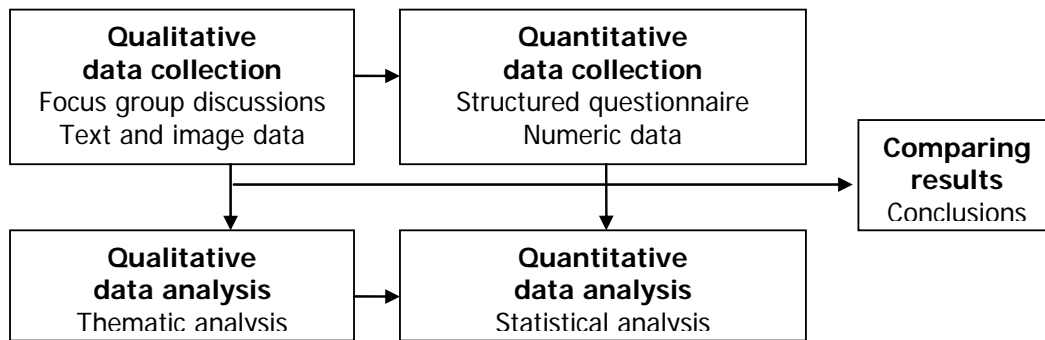 Qualitative
data collection
Focus group discussions
Text and image data
Quantitative
data collection
Structured questionnaire
Numeric data
Comparing
results
Conclusions
Qualitative
data analysis
Thematic analysis
Quantitative
data analysis
Statistical analysis